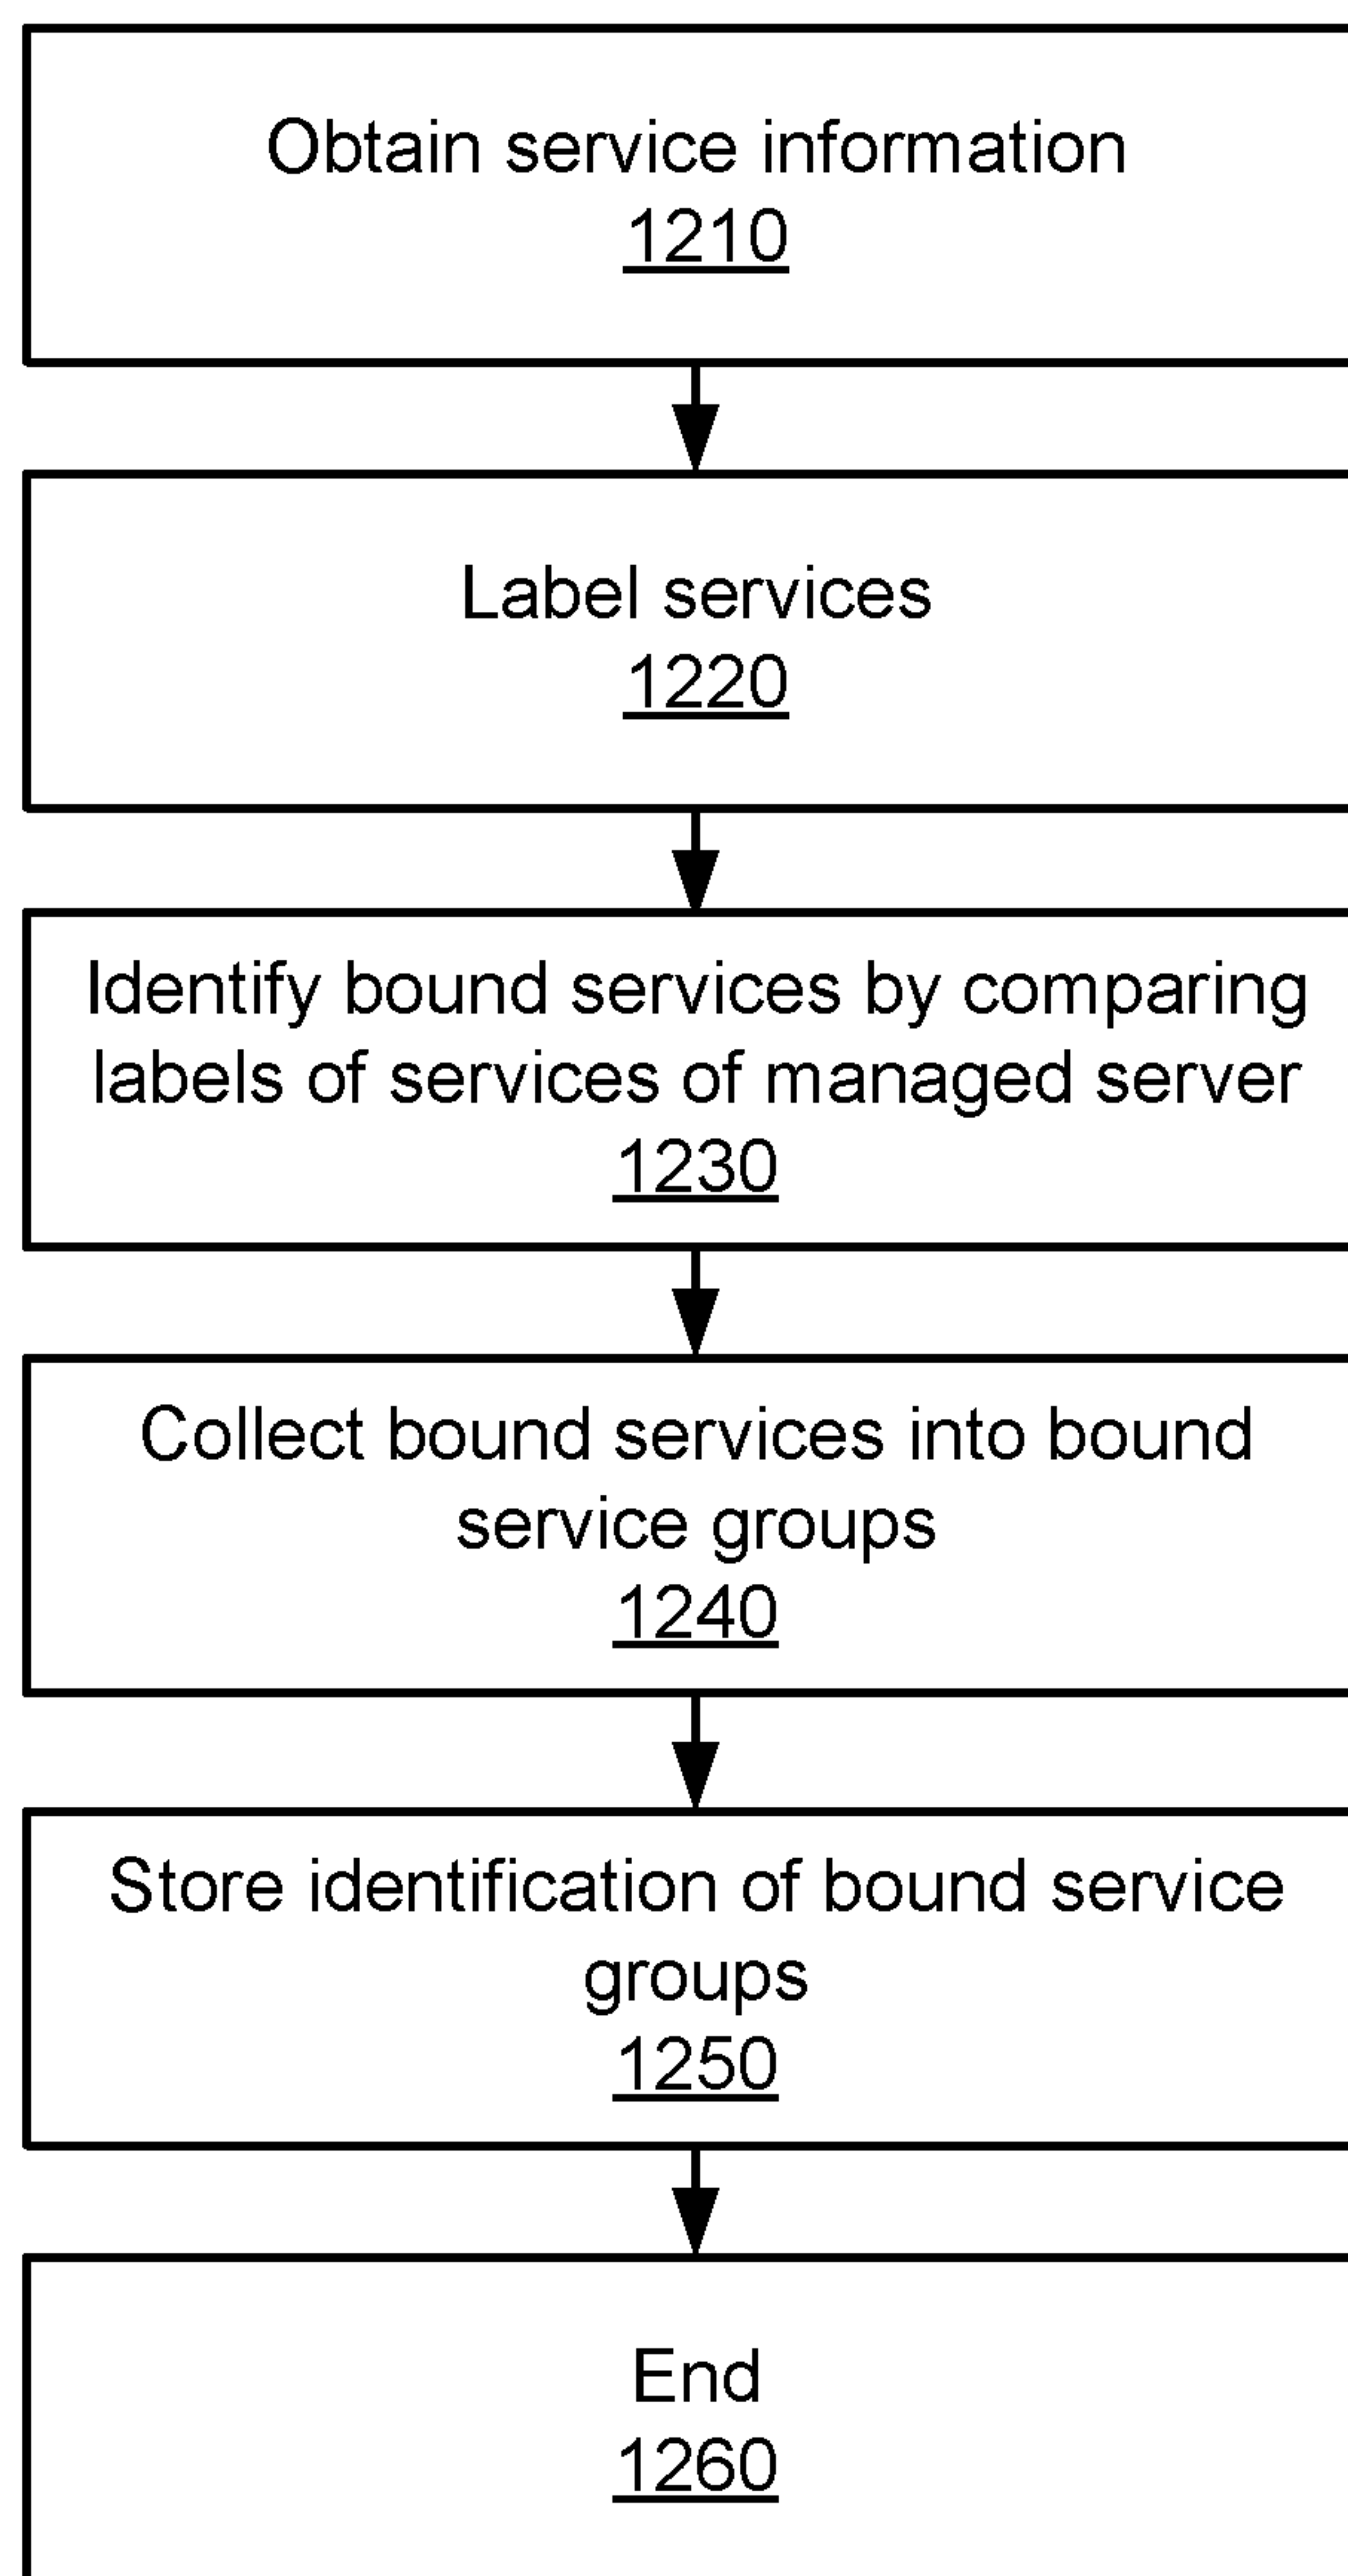 Obtain service information
1210
Label services
1220
Identify bound services by comparing
labels of services of managed server
1230
Collect bound services into bound
service groups
1240
Store identification of bound service
groups
1250
End
1260